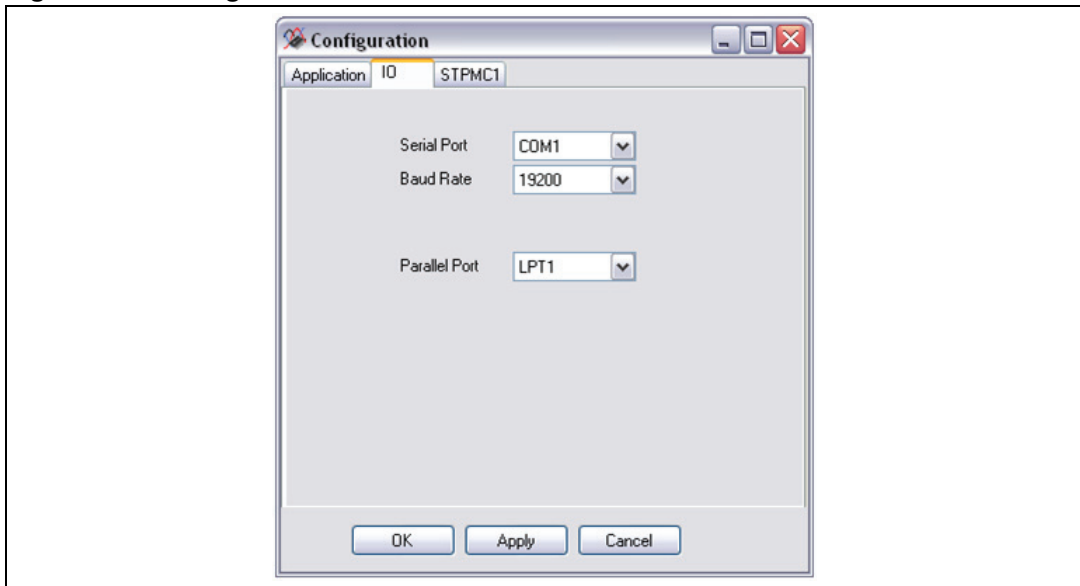 Configuration
Application IO STPMC1
Serial Port COM1
Baud Rate 19200
Parallel Port LPT1
OK Apply Cancel